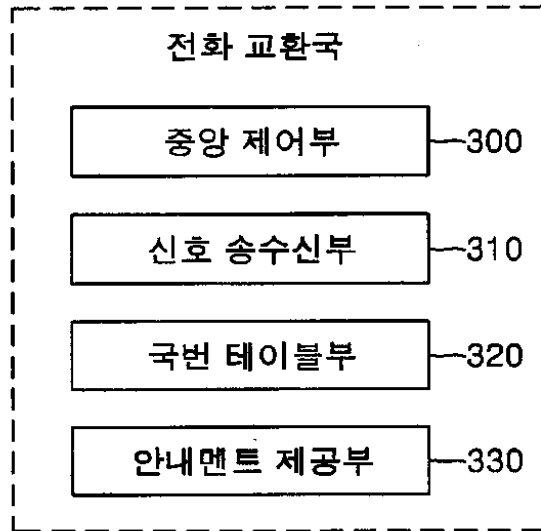 전화 교환국
중앙 제어부 300
신호 송수신부 310
국번 테이블부 320
안내멘트 제공부 330